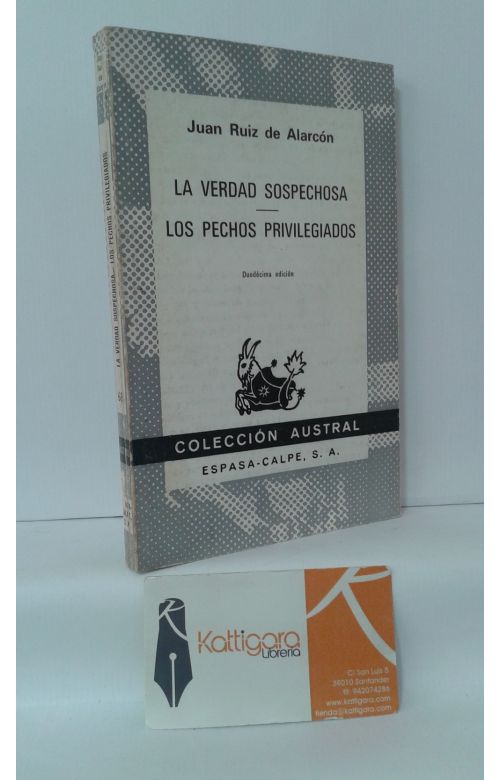 Juan Ruiz de Alarcón
LA VERDAD SOSPECHOSA
LOS PECHOS PRIVILEGIADOS
Duodécima edición
COLECCIÓN AUSTRAL
ESPASA-CALPE, S. A.
LA VERDAD SOSPECHOSA.—LOS PECHOS PRIVILEGIADOS
Kattigara
Librería
C/ San Luis 5
39010 Santander
tf: 942074286
www.kattigara.com
tienda@kattigara.com